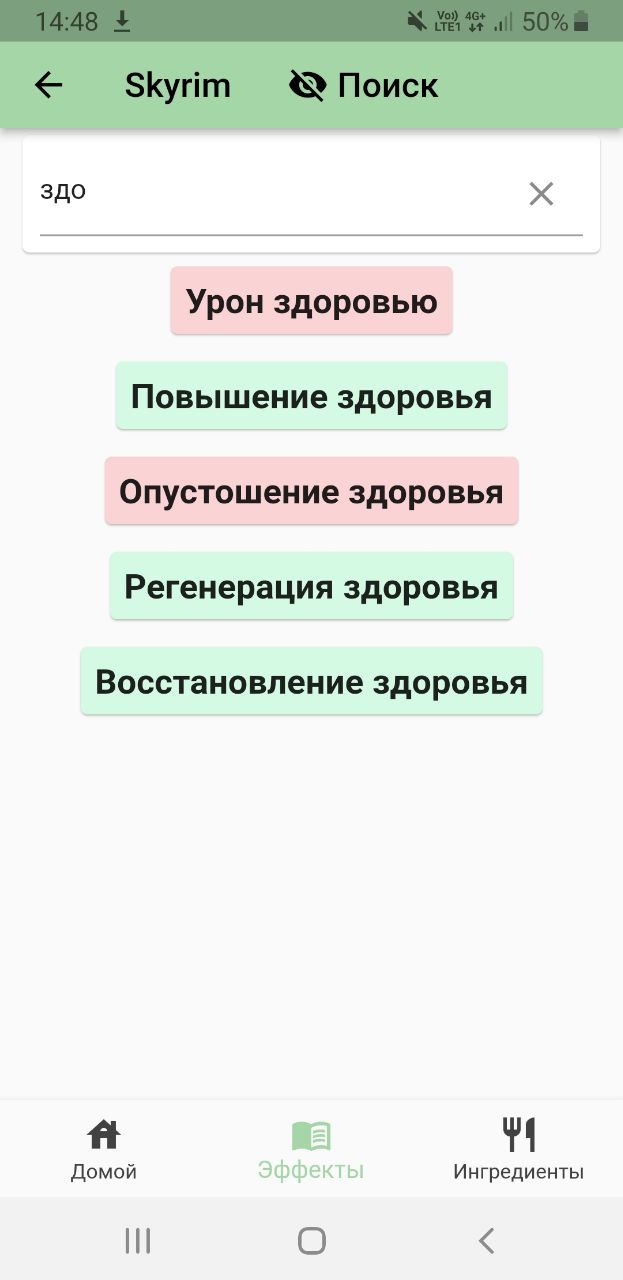 14:48 Vo)) LTE1 4G+ 50%
Skyrim Поиск
здо
Урон здоровью
Повышение здоровья
Опустошение здоровья
Регенерация здоровья
Восстановление здоровья
Домой Эффекты Ингредиенты